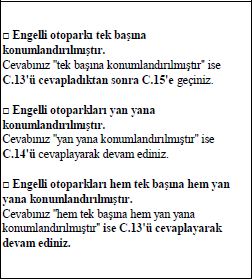 □ Engelli otoparkı tek başına
konumlandırılmıştır.
Cevabınız "tek başına konumlandırılmıştır" ise
C.13'ü cevapladıktan sonra C.15'e geçiniz.
□ Engelli otoparkları yan yana
konumlandırılmıştır.
Cevabınız "yan yana konumlandırılmıştır" ise
C.14'ü cevaplayarak devam ediniz.
□ Engelli otoparkları hem tek başına hem yan
yana konumlandırılmıştır.
Cevabınız "hem tek başına hem yan yana
konumlandırılmıştır" ise C.13'ü cevaplayarak
devam ediniz.